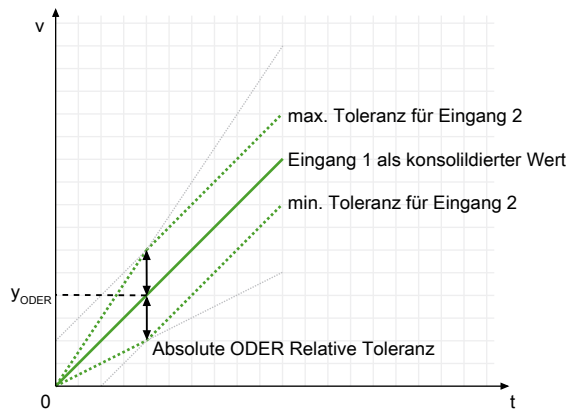 v
max. Toleranz für Eingang 2
Eingang 1 als konsolildierter Wert
min. Toleranz für Eingang 2
yODER
Absolute ODER Relative Toleranz
0
t